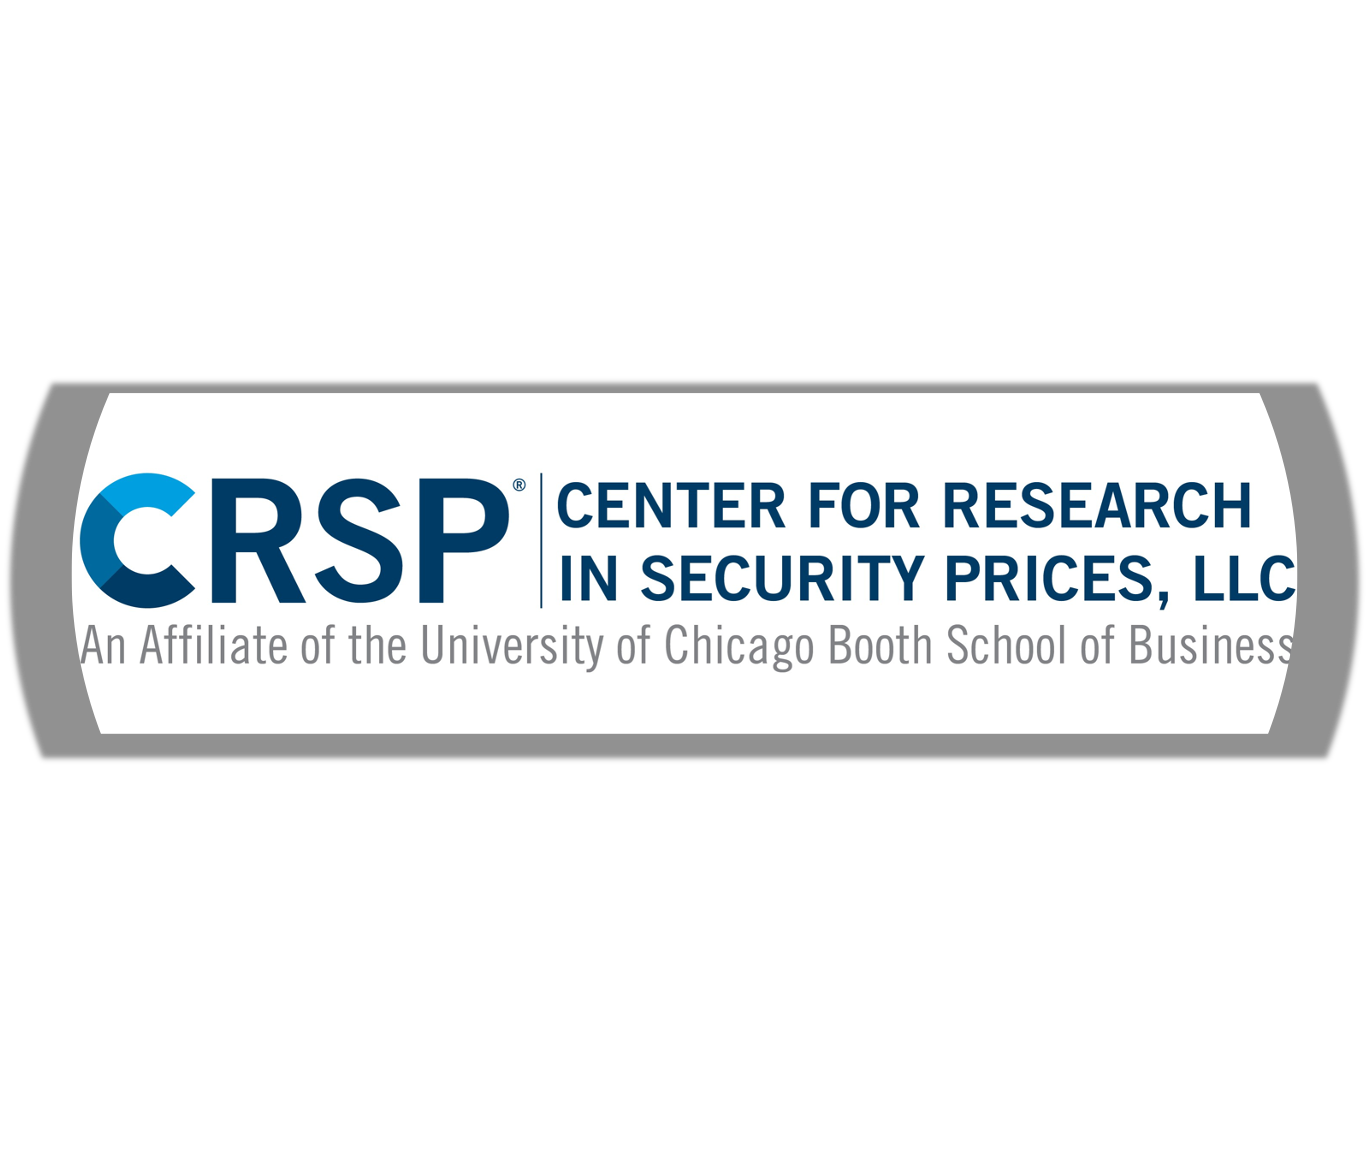 CRSP® CENTER FOR RESEARCH
IN SECURITY PRICES, LLC
An Affiliate of the University of Chicago Booth School of Business